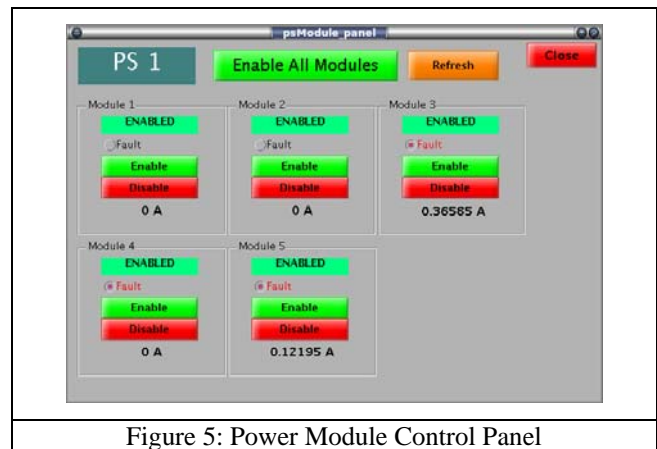 psModule_panel
PS 1
Enable All Modules
Refresh
Close
Module 1
ENABLED
Fault
Enable
Disable
0 A
Module 2
ENABLED
Fault
Enable
Disable
0 A
Module 3
ENABLED
Fault
Enable
Disable
0.36585 A
Module 4
ENABLED
Fault
Enable
Disable
0 A
Module 5
ENABLED
Fault
Enable
Disable
0.12195 A
Figure 5: Power Module Control Panel